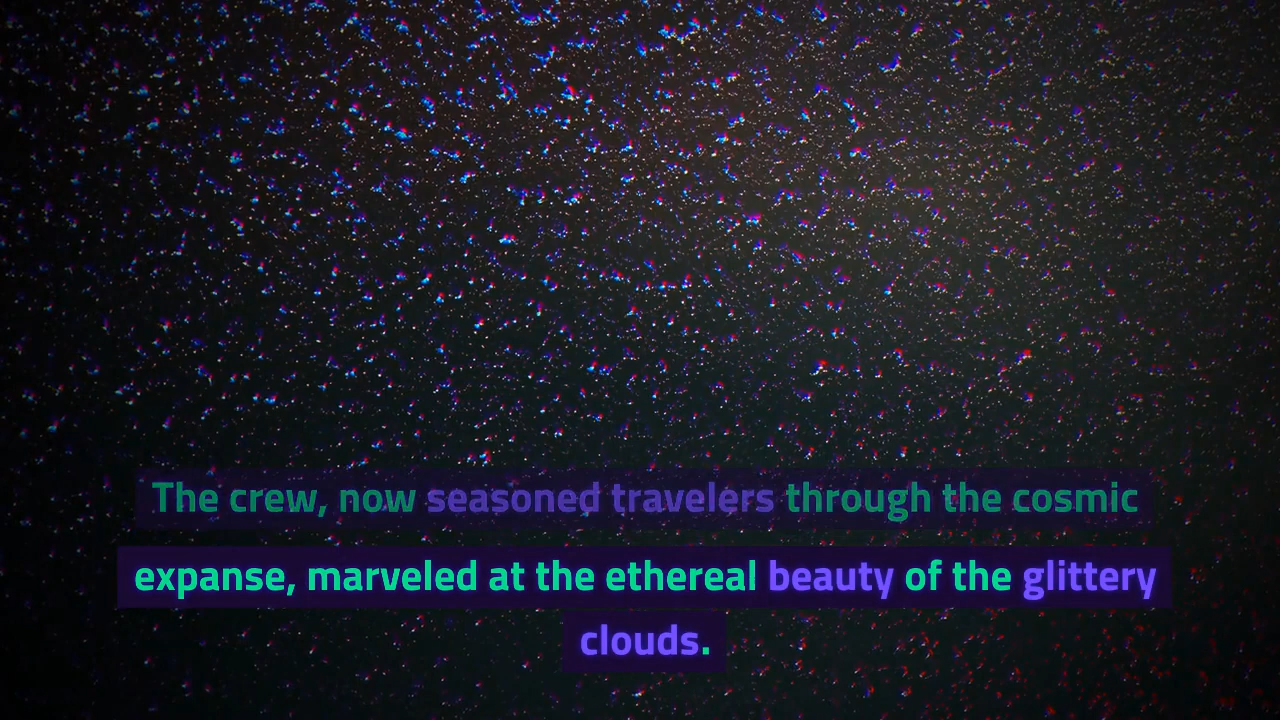 The crew, now seasoned travelers through the cosmic
expanse, marveled at the ethereal beauty of the glittery
clouds.